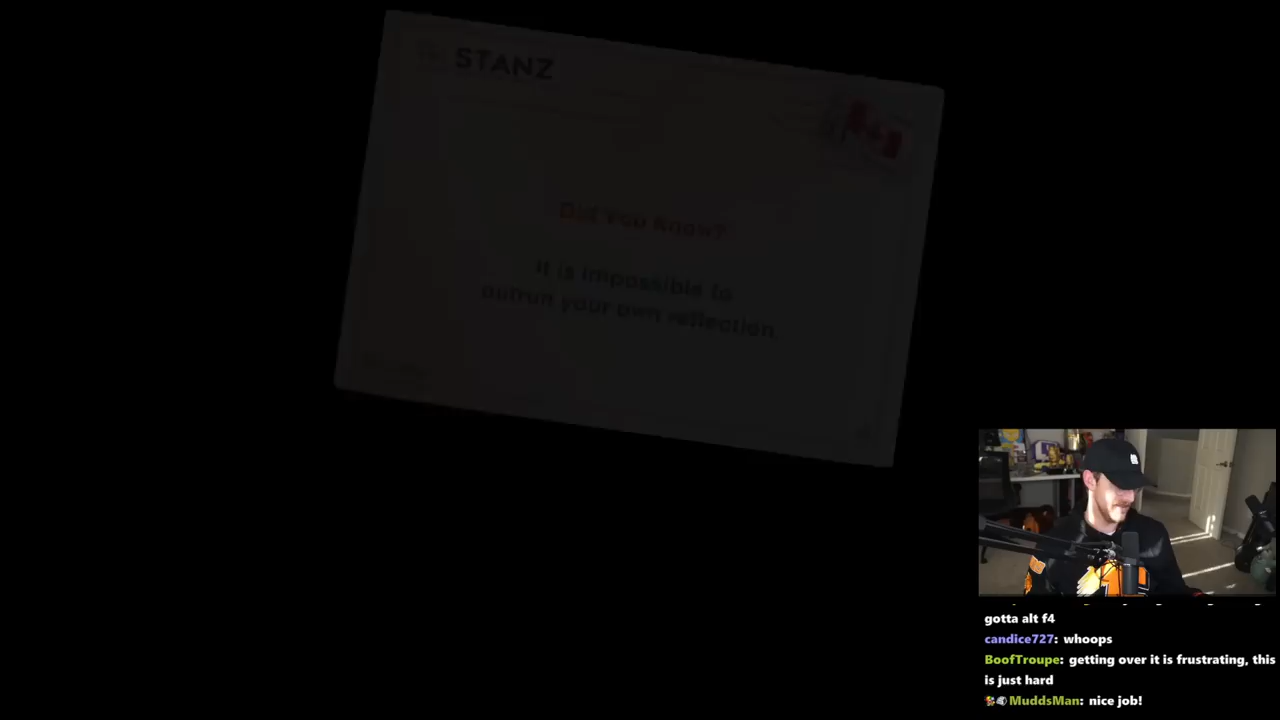 STANZ
Did You Know?
It is impossible to
outrun your own reflection.
gotta alt f4
candice727: whoops
BoofTroupe: getting over it is frustrating, this
is just hard
MuddsMan: nice job!